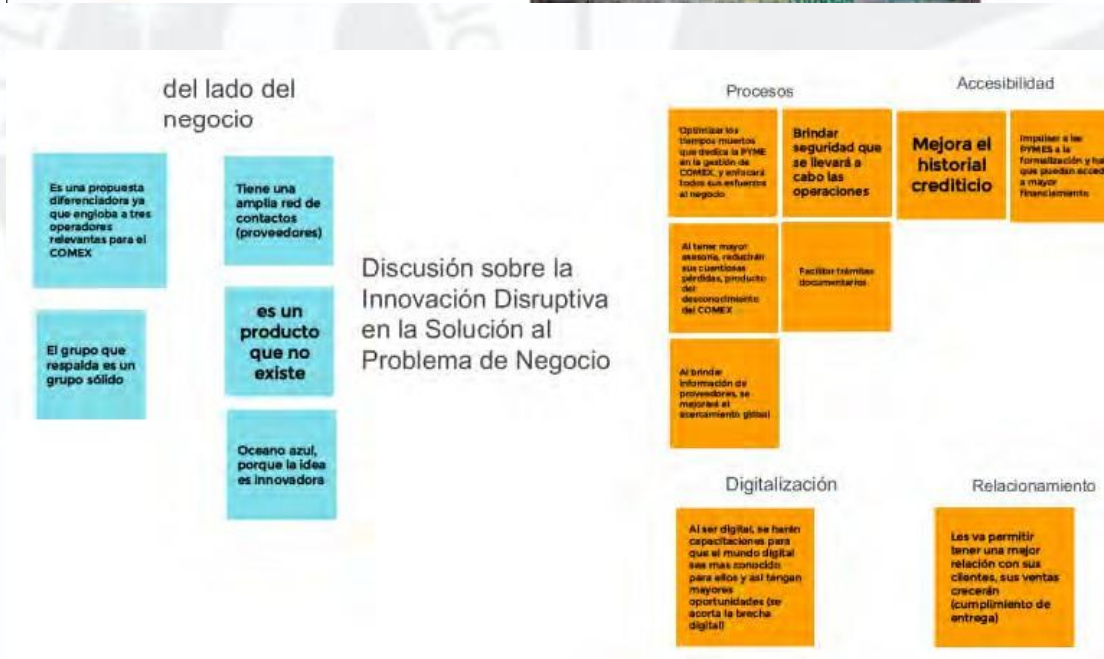 del lado del
negocio
Es una propuesta
diferenciadora ya
que engloba a tres
operadores
relevantes para el
COMEX
Tiene una
amplia red de
contactos
(proveedores)
El grupo que
respalda es un
grupo sólido
es un
producto
que no
existe
Oceano azul,
porque la idea
es innovadora
Discusión sobre la
Innovación Disruptiva
en la Solución al
Problema de Negocio
Procesos
Optimizar los
tiempos muertos
que dedica la PYME
en la gestión de
COMEX, y enfocará
todos sus esfuerzos
al negocio
Brindar
seguridad que
se llevará a
cabo las
operaciones
Al tener mayor
asesoría, reducirán
sus cuantiosas
pérdidas, producto
del
desconocimiento
del COMEX
Facilitar trámites
documentarios
Al brindar
información de
proveedores, se
mejorará el
acercamiento global
Accesibilidad
Mejora el
historial
crediticio
Impulsar a las
PYMES a la
formalización y
que puedan
a mayor
financiamiento
Digitalización
Al ser digital, se harán
capacitaciones para
que el mundo digital
sea mas conocido
para ellos y asi tengan
mayores
oportunidades (se
acorta la brecha
digital)
Relacionamiento
Les va permitir
tener una mejor
relación con sus
clientes, sus ventas
crecerán
(cumplimiento de
entrega)